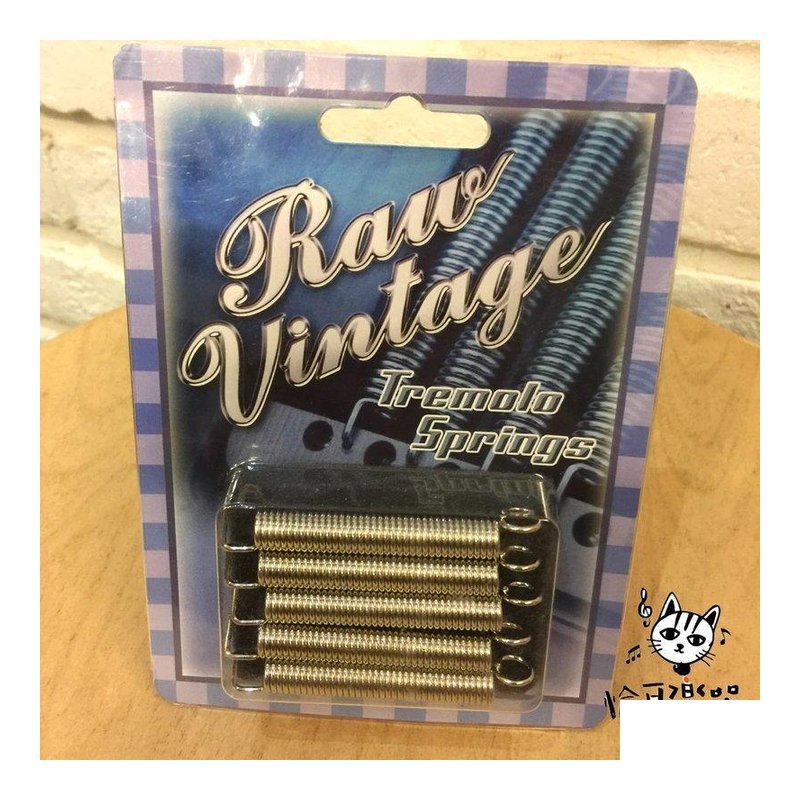 Raw
Vintage
Tremolo
Springs